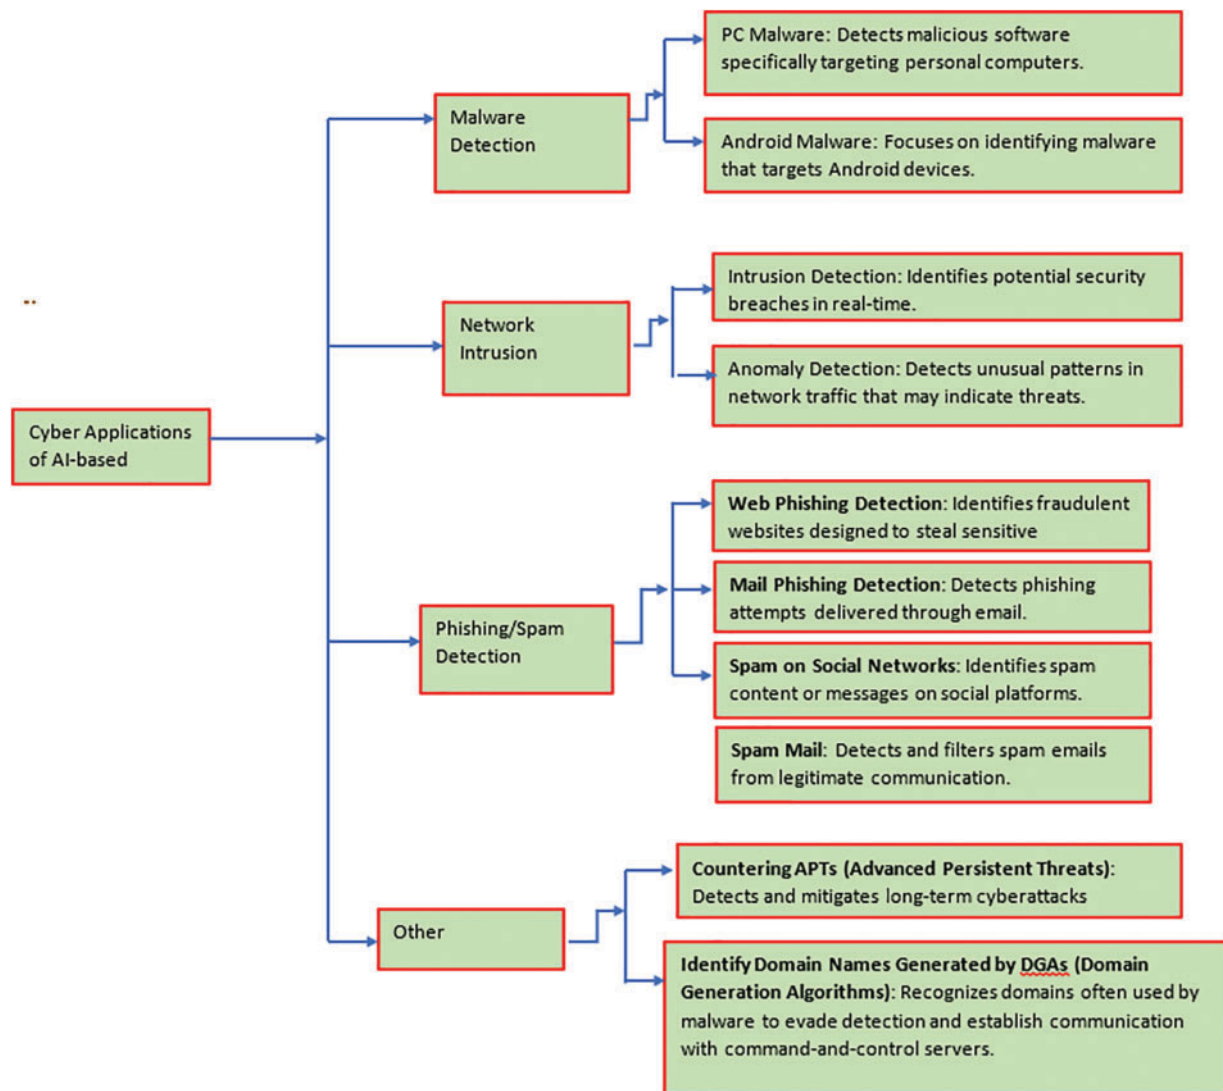 PC Malware: Detects malicious software
specifically targeting personal computers.
Malware
Detection
Android Malware: Focuses on identifying malware
that targets Android devices.
Intrusion Detection: Identifies potential security
breaches in real-time.
Network
Intrusion
Anomaly Detection: Detects unusual patterns in
network traffic that may indicate threats.
Cyber Applications
of AI-based
Web Phishing Detection: Identifies fraudulent
websites designed to steal sensitive
Mail Phishing Detection: Detects phishing
attempts delivered through email.
Phishing/Spam
Detection
Spam on Social Networks: Identifies spam
content or messages on social platforms.
Spam Mail: Detects and filters spam emails
from legitimate communication.
Countering APTs (Advanced Persistent Threats):
Detects and mitigates long-term cyberattacks
Other
Identify Domain Names Generated by DGAs (Domain
Generation Algorithms): Recognizes domains often used by
malware to evade detection and establish communication
with command-and-control servers.